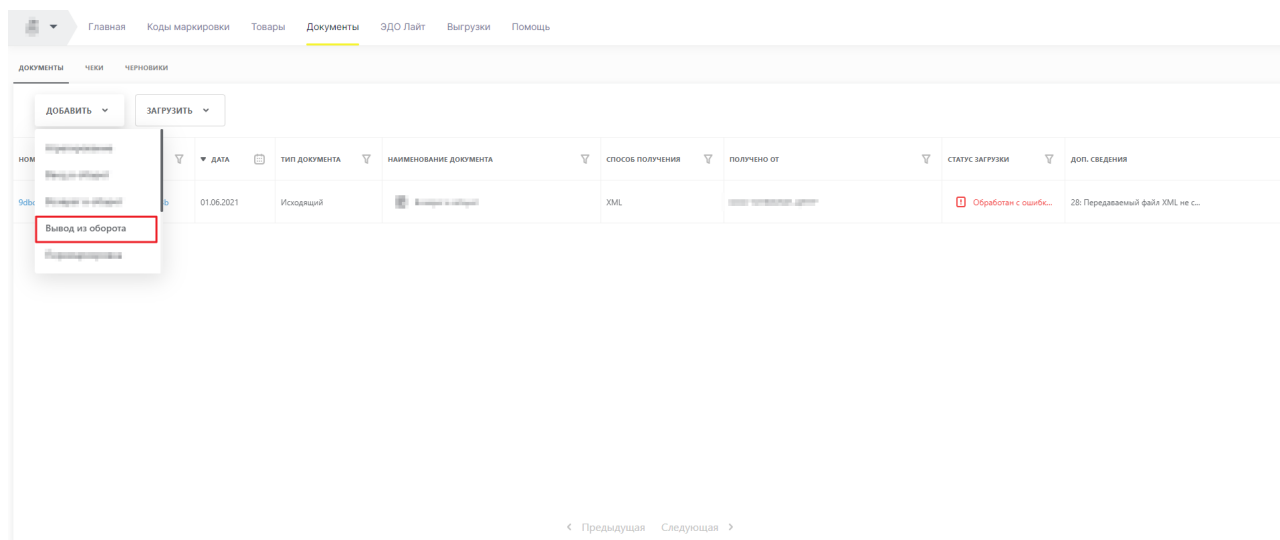 Главная Коды маркировки Товары Документы ЭДО Лайт Выгрузки Помощь
ДОКУМЕНТЫ ЧЕКИ ЧЕРНОВИКИ
ДОБАВИТЬ ЗАГРУЗИТЬ
НОМ ДАТА ТИП ДОКУМЕНТА НАИМЕНОВАНИЕ ДОКУМЕНТА СПОСОБ ПОЛУЧЕНИЯ ПОЛУЧЕНО ОТ СТАТУС ЗАГРУЗКИ ДОП. СВЕДЕНИЯ
01.06.2021 Исходящий XML Обработан с ошибк... 28: Передаваемый файл XML не с...
Вывод из оборота
Предыдущая Следующая